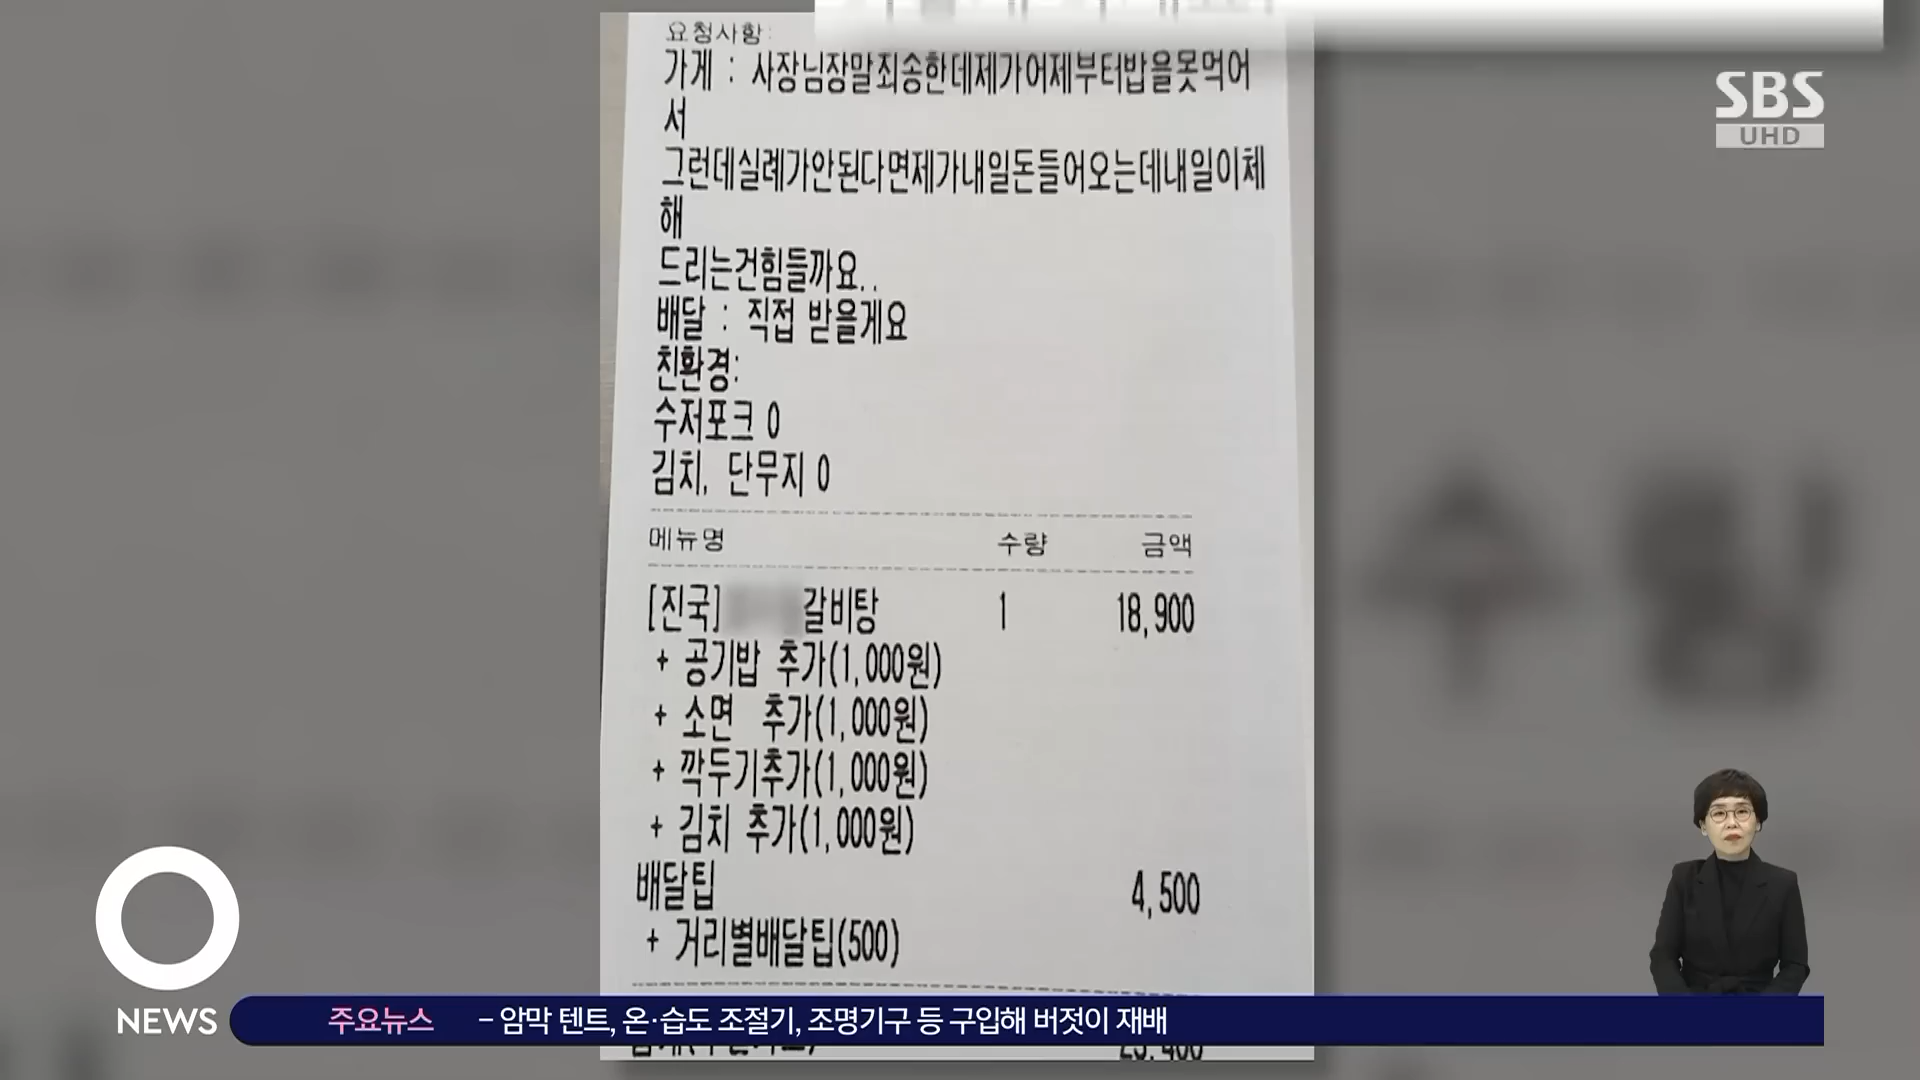 SBS
UHD
요청사항:
가게 : 사장님장말죄송한데제가어제부터밥을못먹어
서
그런데실례가안된다면제가내일돈들어오는데내일이체
해
드리는건힘들까요..
배달 : 직접 받을게요
친환경:
수저포크 0
김치, 단무지 0
메뉴명 수량 금액
[진국] 갈비탕 1 18,900
+ 공기밥 추가(1,000원)
+ 소면 추가(1,000원)
+ 깍두기추가(1,000원)
+ 김치 추가(1,000원)
배달팁 4,500
+ 거리별배달팁(500)
NEWS
주요뉴스 - 암막 텐트, 온·습도 조절기, 조명기구 등 구입해 버젓이 재배